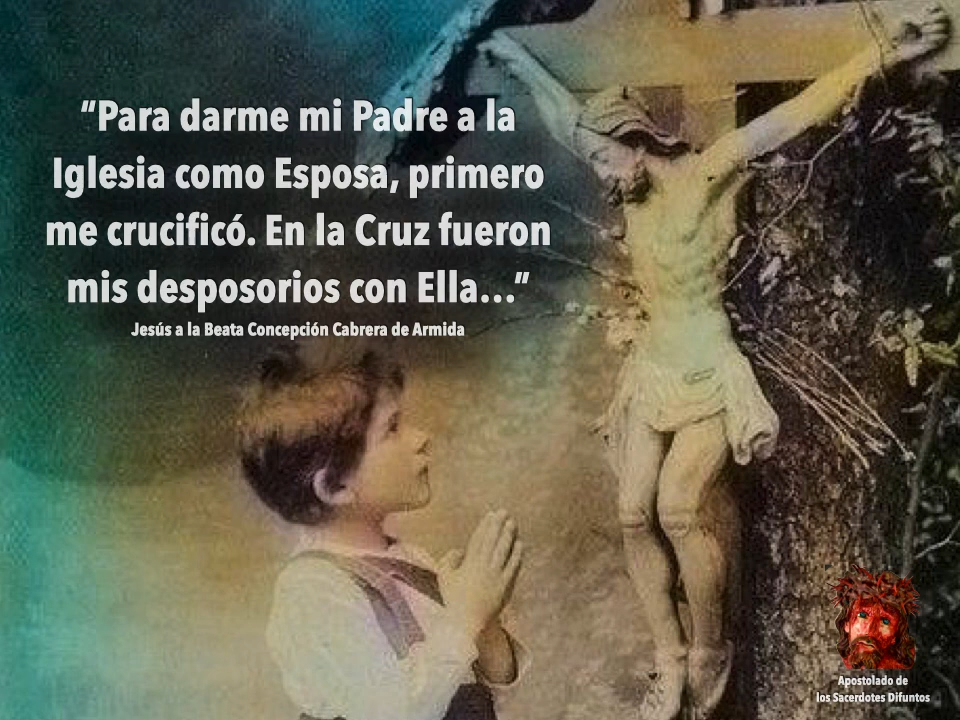 “Para darme mi Padre a la
Iglesia como Esposa, primero
me crucificó. En la Cruz fueron
mis desposorios con Ella...”
Jesús a la Beata Concepción Cabrera de Armida
Apostolado de
los Sacerdotes Difuntos